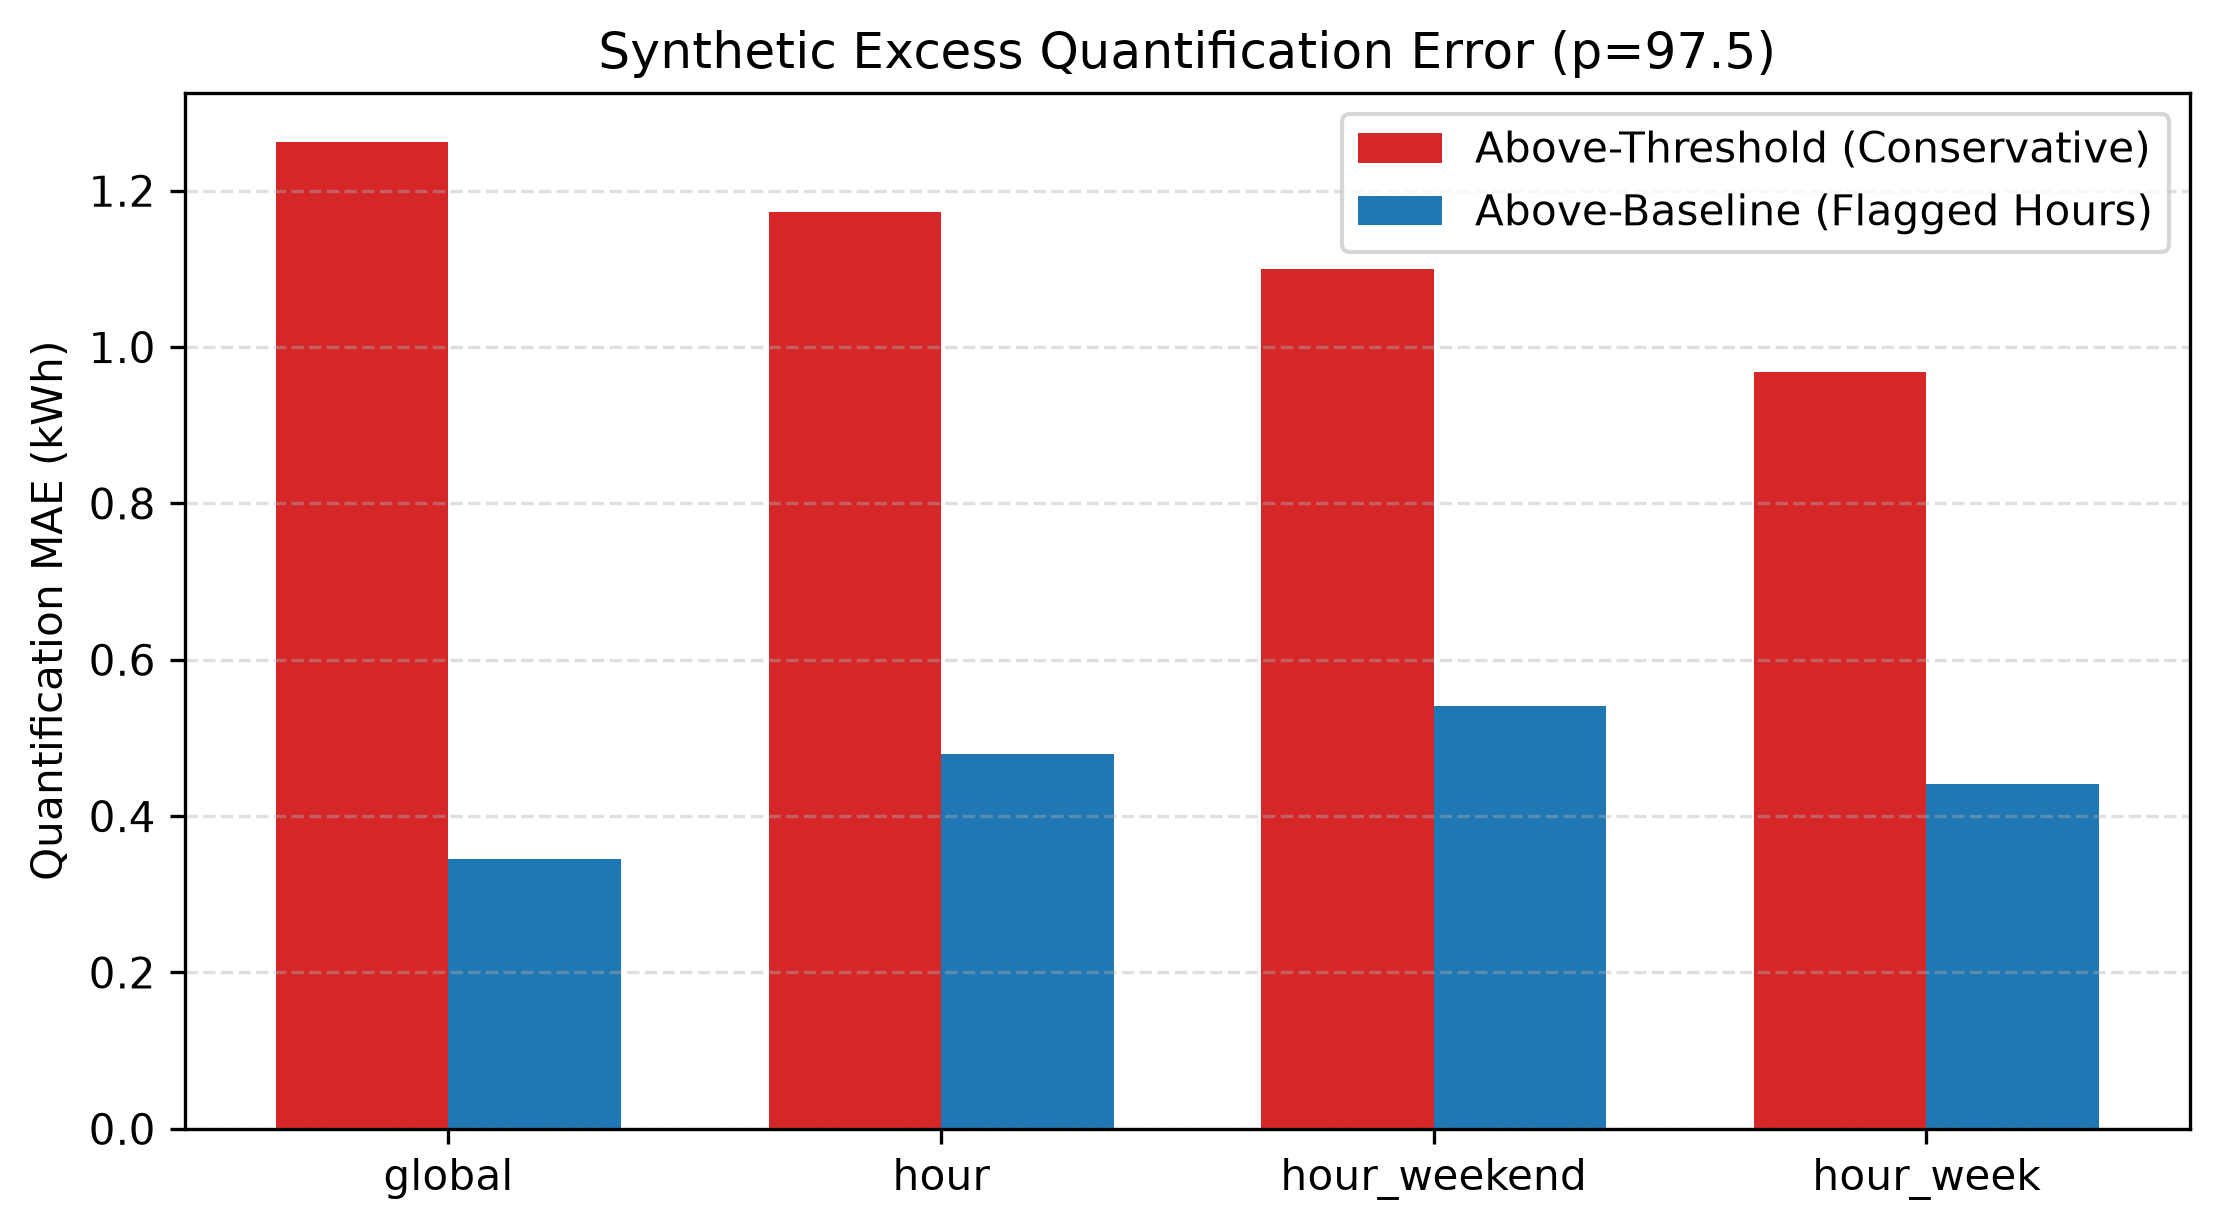 Synthetic Excess Quantification Error (p=97.5)
Above-Threshold (Conservative)
Above-Baseline (Flagged Hours)
Quantification MAE (kWh)
1.2
1.0
0.8
0.6
0.4
0.2
0.0
global hour hour_weekend hour_week